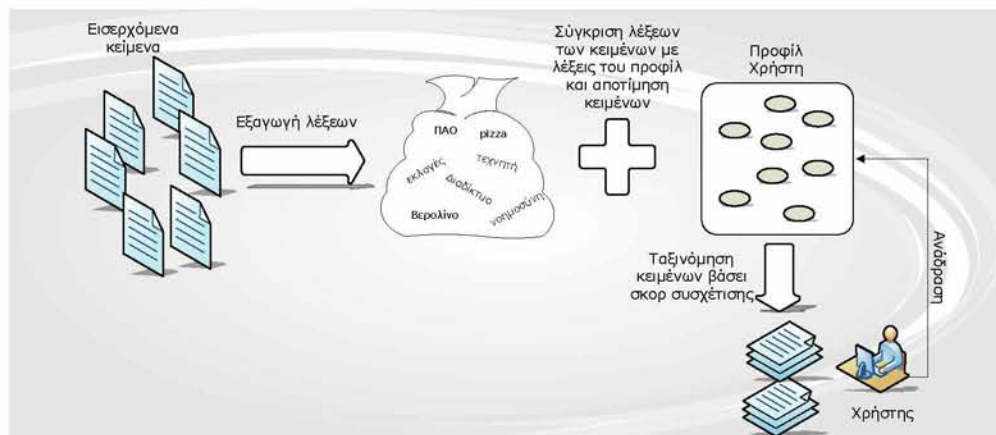 Εισερχόμενα
κείμενα
Εξαγωγή λέξεων
ΠΑΟ
pizza
εκλογές
τεχνητή
διαδίκτυο
νοημοσύνη
Βερολίνο
Σύγκριση λέξεων
των κειμένων με
λέξεις του προφίλ
και αποτίμηση
κειμένων
Προφίλ
Χρήστη
Ταξινόμηση
κειμένων βάσει
σκορ συσχέτισης
Ανάδραση
Χρήστης